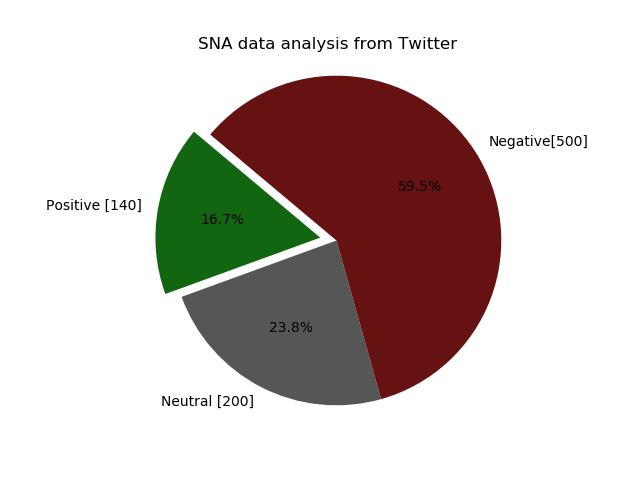 SNA data analysis from Twitter
Negative[500]
59.5%
Positive [140]
16.7%
23.8%
Neutral [200]